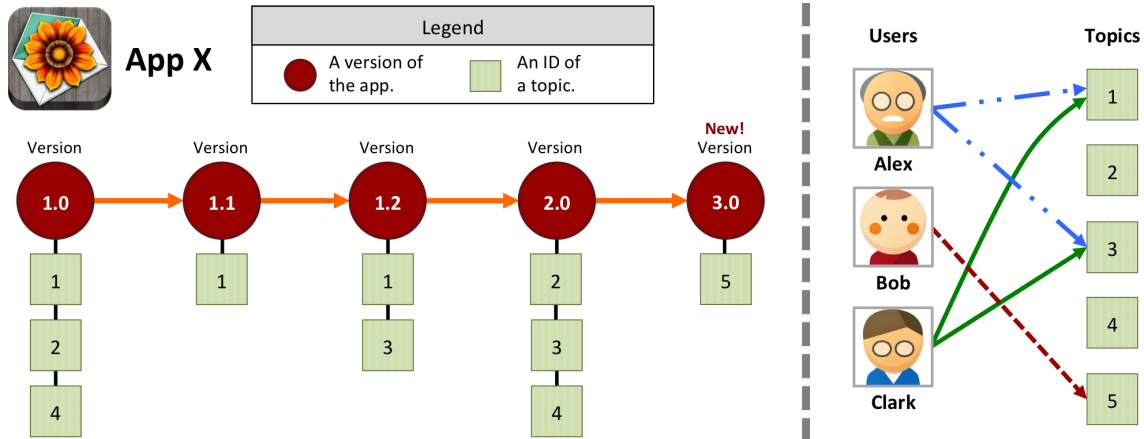 App X
Legend
A version of
the app.
An ID of
a topic.
Version
Version
Version
Version
New!
Version
1.0
1.1
1.2
2.0
3.0
1
1
1
2
5
2
3
3
4
4
Users
Topics
Alex
Bob
Clark
1
2
3
4
5